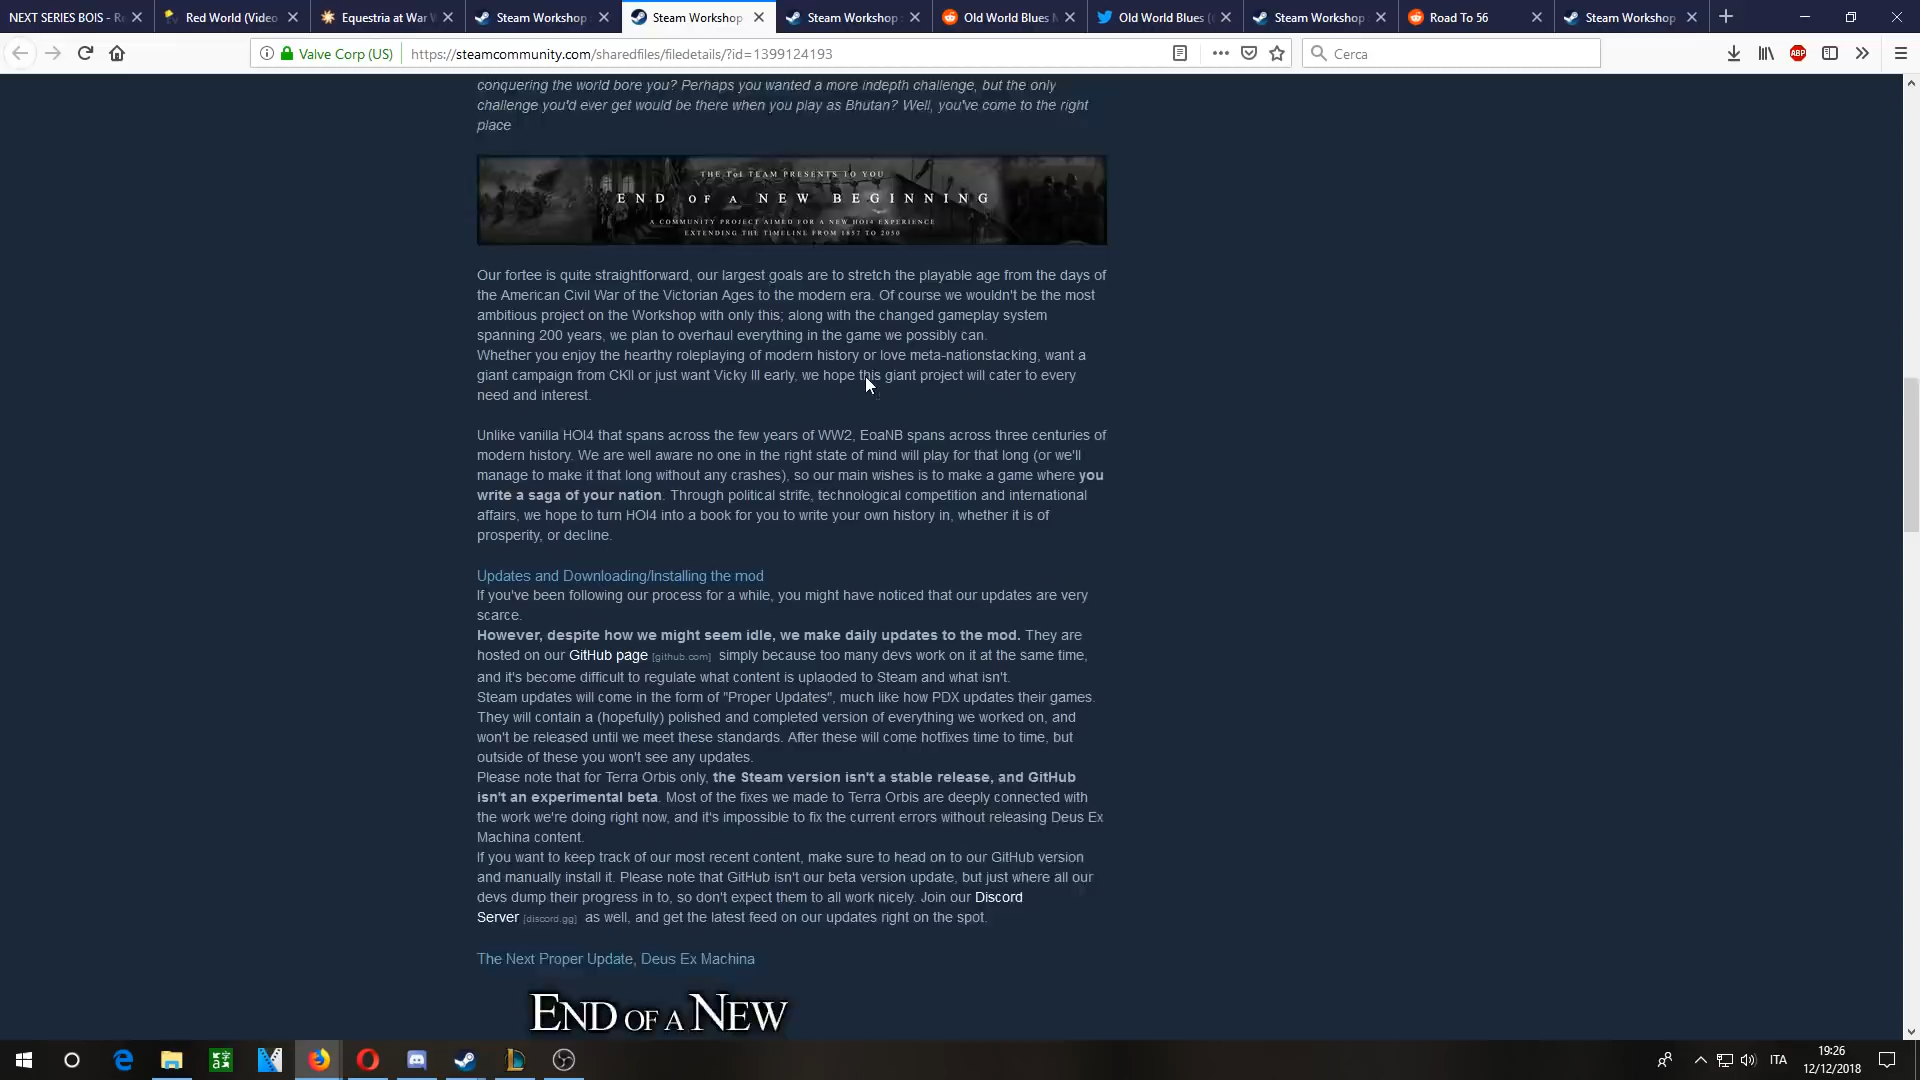 NEXT SERIES BOIS - Re
Red World (Video
Equestria at War W
Steam Workshop :
Steam Workshop
Steam Workshop :
Old World Blues M
Old World Blues (
Steam Workshop
Road To 56
Steam Workshop
Valve Corp (US)
https://steamcommunity.com/sharedfiles/filedetails/?id=1399124193
Cerca
ABP
conquering the world bore you? Perhaps you wanted a more indepth challenge, but the only
challenge you'd ever get would be there when you play as Bhutan? Well, you've come to the right
place
THE ToL TEAM PRESENTS TO YOU
END OF A NEW BEGINNING
A COMMUNITY PROJECT AIMED FOR A NEW HOI4 EXPERIENCE
EXTENDING THE TIMELINE FROM 1857 TO 2050
Our fortee is quite straightforward, our largest goals are to stretch the playable age from the days of
the American Civil War of the Victorian Ages to the modern era. Of course we wouldn't be the most
ambitious project on the Workshop with only this; along with the changed gameplay system
spanning 200 years, we plan to overhaul everything in the game we possibly can.
Whether you enjoy the hearthy roleplaying of modern history or love meta-nationstacking, want a
giant campaign from CKII or just want Vicky III early, we hope this giant project will cater to every
need and interest.
Unlike vanilla HOI4 that spans across the few years of WW2, EoaNB spans across three centuries of
modern history. We are well aware no one in the right state of mind will play for that long (or we'll
manage to make it that long without any crashes), so our main wishes is to make a game where you
write a saga of your nation. Through political strife, technological competition and international
affairs, we hope to turn HOI4 into a book for you to write your own history in, whether it is of
prosperity, or decline.
Updates and Downloading/Installing the mod
If you've been following our process for a while, you might have noticed that our updates are very
scarce.
However, despite how we might seem idle, we make daily updates to the mod. They are
hosted on our GitHub page [github.com] simply because too many devs work on it at the same time,
and it's become difficult to regulate what content is uplaoded to Steam and what isn't.
Steam updates will come in the form of "Proper Updates", much like how PDX updates their games.
They will contain a (hopefully) polished and completed version of everything we worked on, and
won't be released until we meet these standards. After these will come hotfixes time to time, but
outside of these you won't see any updates.
Please note that for Terra Orbis only, the Steam version isn't a stable release, and GitHub
isn't an experimental beta. Most of the fixes we made to Terra Orbis are deeply connected with
the work we're doing right now, and it's impossible to fix the current errors without releasing Deus Ex
Machina content.
If you want to keep track of our most recent content, make sure to head on to our GitHub version
and manually install it. Please note that GitHub isn't our beta version update, but just where all our
devs dump their progress in to, so don't expect them to all work nicely. Join our Discord
Server [discord.gg] as well, and get the latest feed on our updates right on the spot.
The Next Proper Update, Deus Ex Machina
END OF A NEW
ITA
19:26
12/12/2018